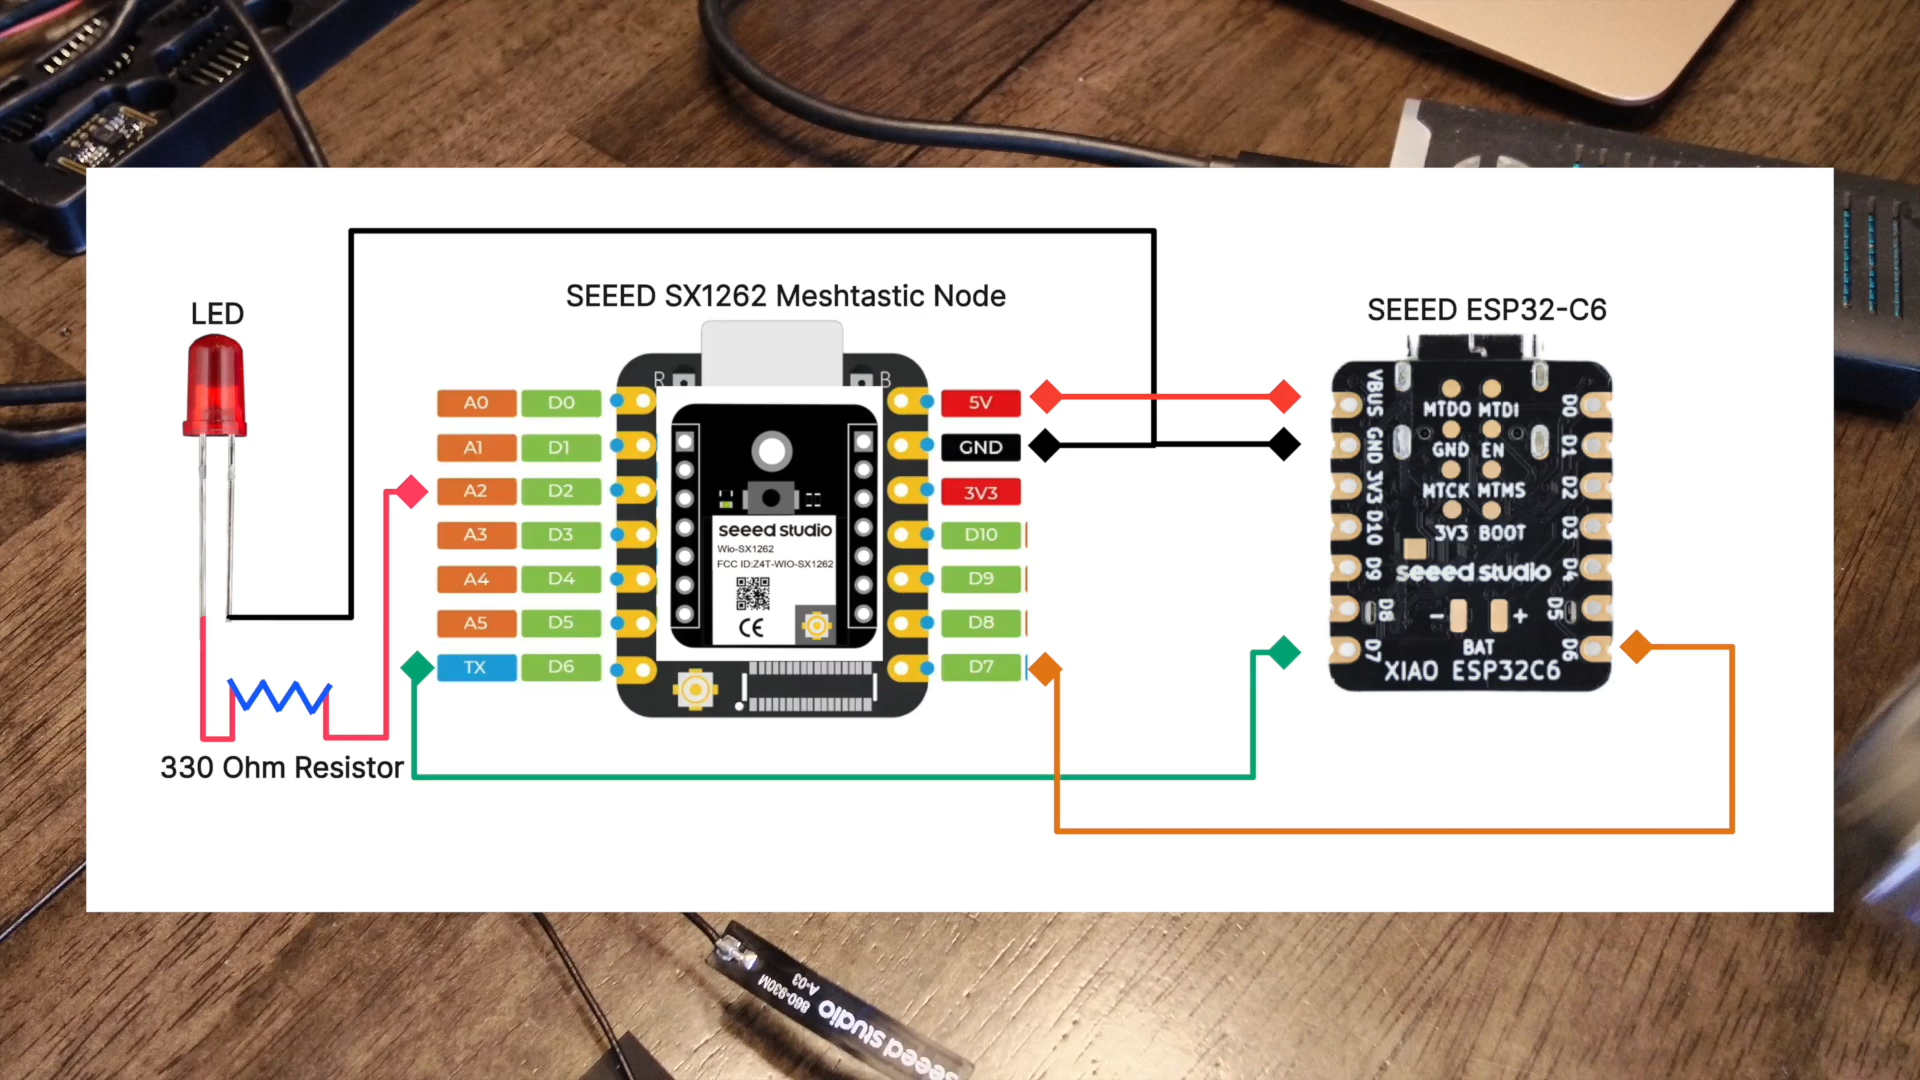 LED
SEEED SX1262 Meshtastic Node
SEEED ESP32-C6
R
B
A0 D0
A1 D1
A2 D2
A3 D3
A4 D4
A5 D5
TX D6
5V
GND
3V3
D10
D9
D8
D7
seeed studio
Wio-SX1262
FCC ID:Z4T-WIO-SX1262
CE
330 Ohm Resistor
VBUS
GND
3V3
D10
D9
D8
D7
MTDO MTDI
GND EN
MTCK MTMS
3V3 BOOT
seeed studio
- +
BAT
XIAO ESP32C6
D0
D1
D2
D3
D4
D5
D6
860-930M
A-03
seeed studio